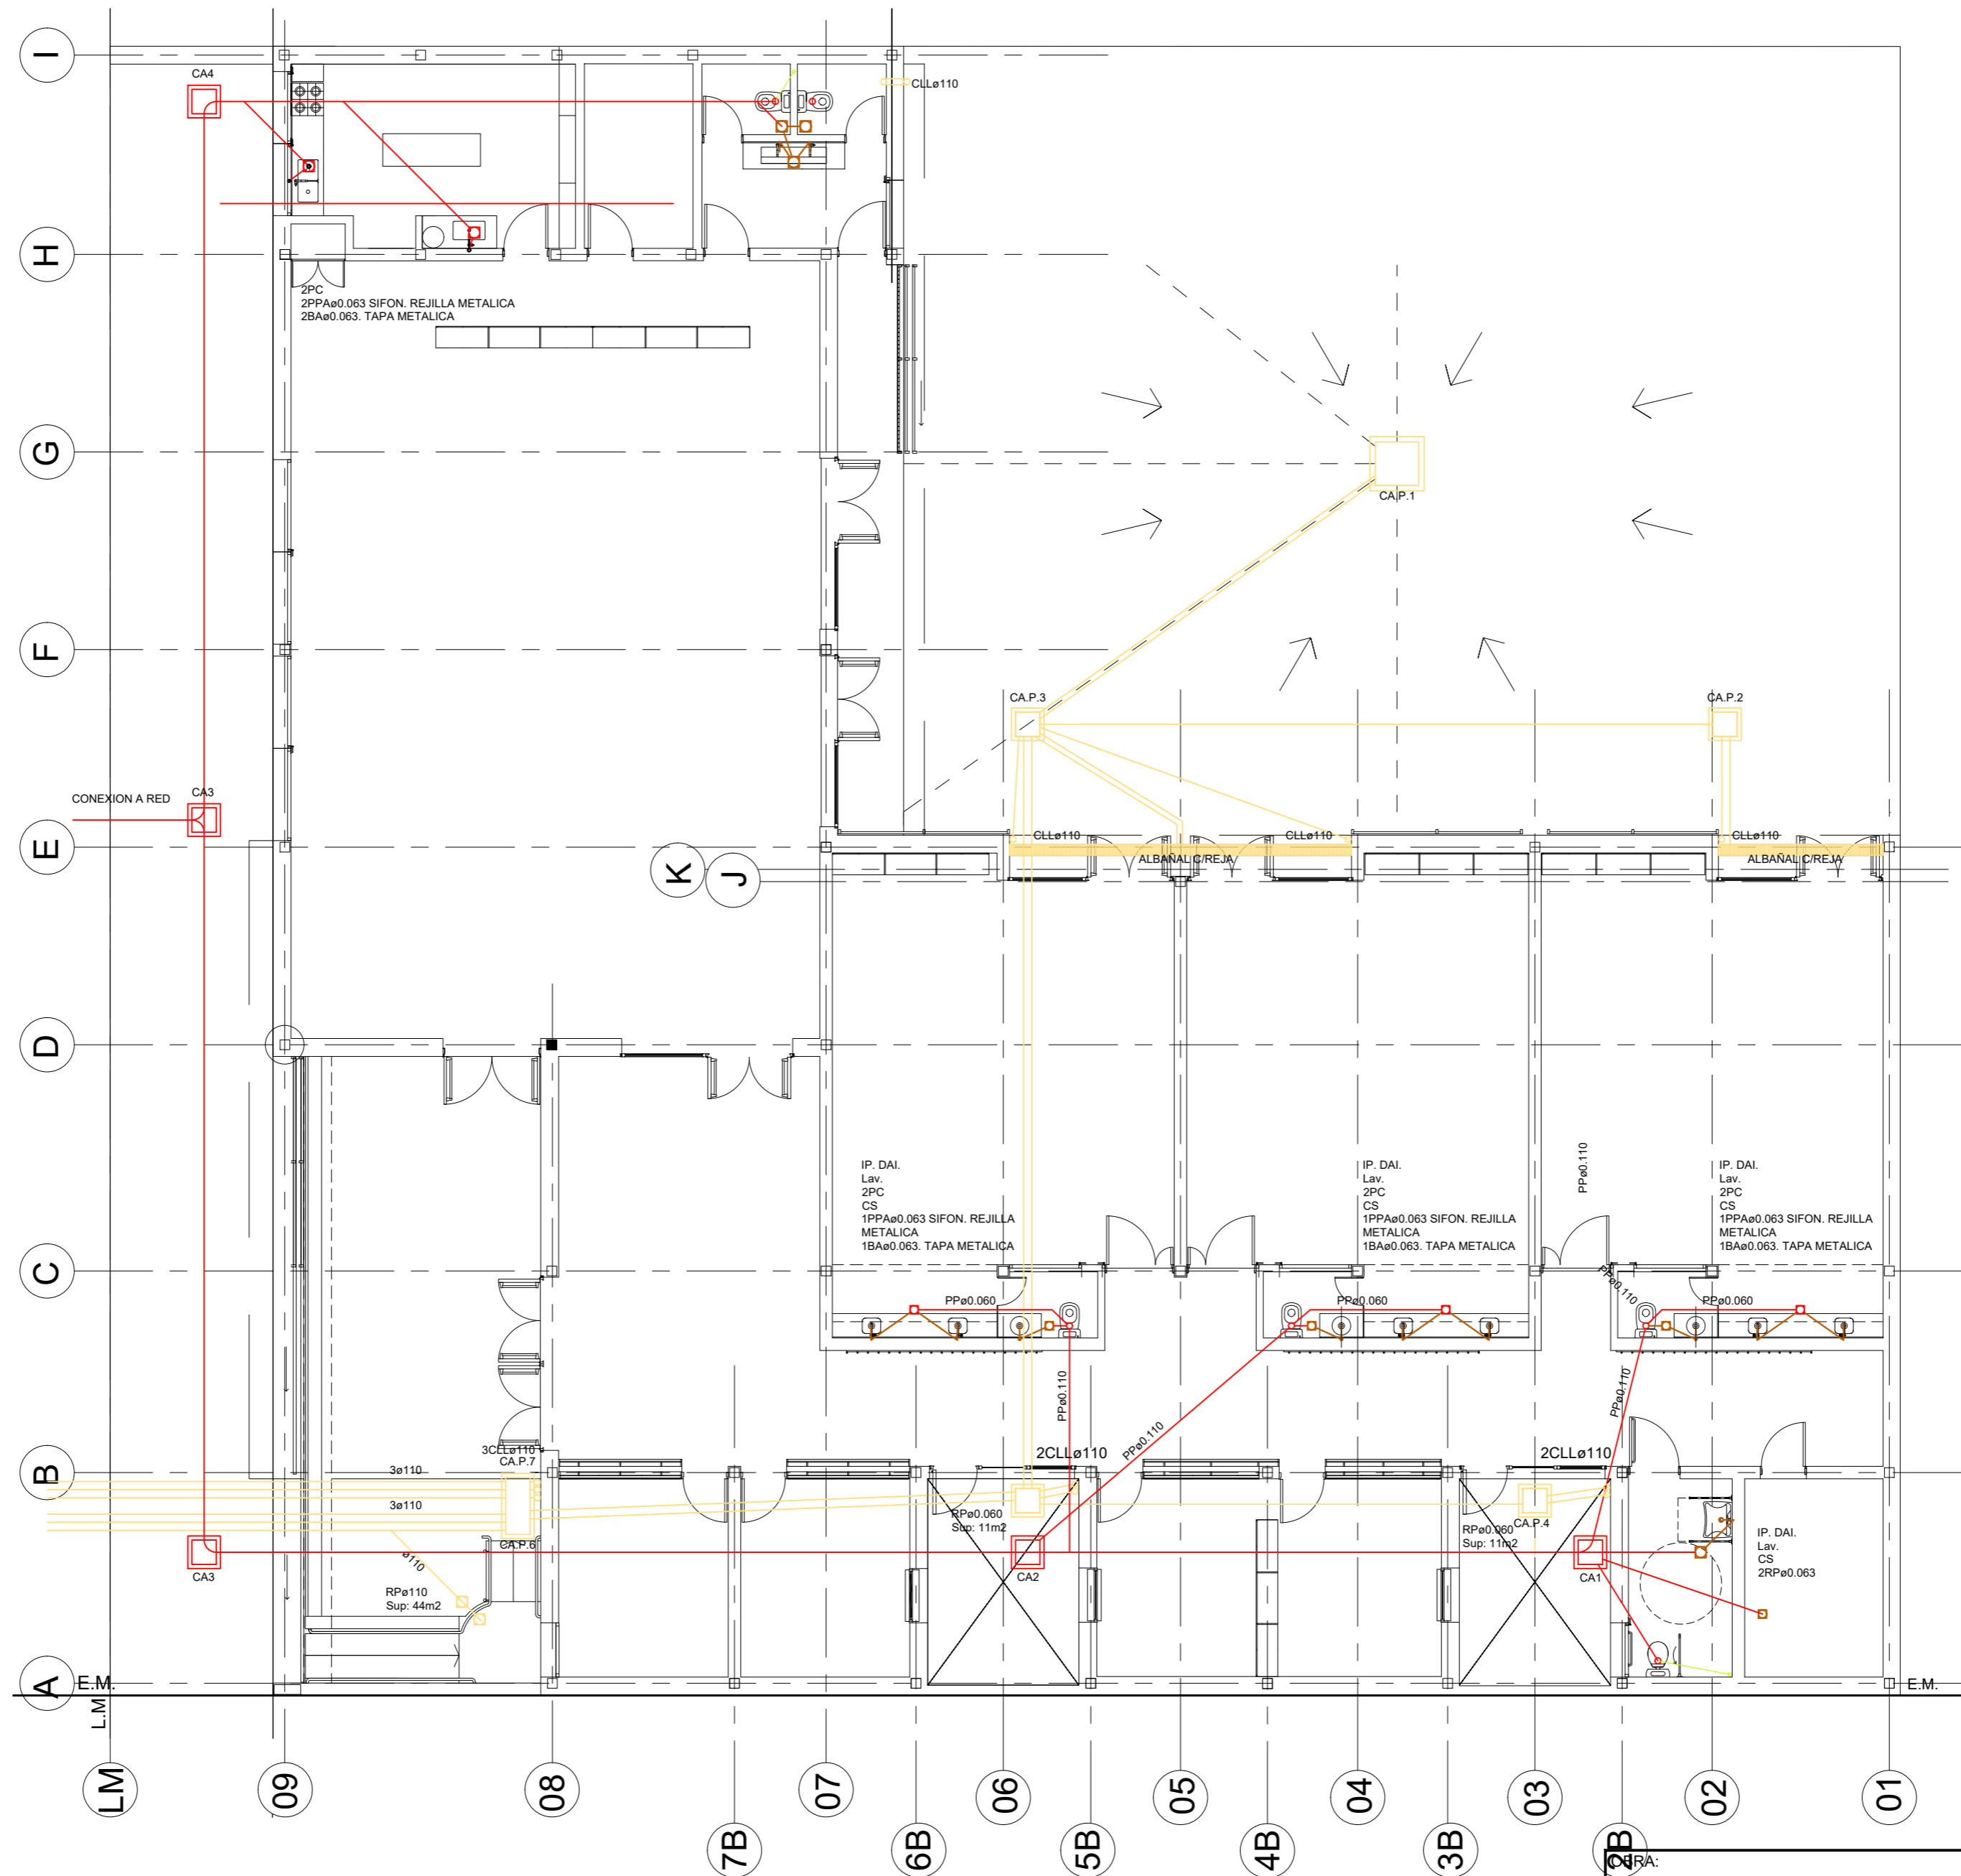 I
CA4
CLLø110
H
2PC
2PPAø0.063 SIFON. REJILLA METALICA
2BAø0.063. TAPA METALICA
G
CA.P.1
F
CA.P.3
CA.P.2
CONEXION A RED
CA3
E
CLLø110
CLLø110
CLLø110
ALBAÑAL C/REJA
ALBAÑAL C/REJA
K
J
D
PPø0.110
IP. DAI.
Lav.
2PC
CS
1PPAø0.063 SIFON. REJILLA
METALICA
1BAø0.063. TAPA METALICA
IP. DAI.
Lav.
2PC
CS
1PPAø0.063 SIFON. REJILLA
METALICA
1BAø0.063. TAPA METALICA
IP. DAI.
Lav.
2PC
CS
1PPAø0.063 SIFON. REJILLA
METALICA
1BAø0.063. TAPA METALICA
C
PPø0.110
PPø0.060
PPø0.060
PPø0.060
PPø0.110
PPø0.110
PPø0.110
B
3CLLø110
CA.P.7
2CLLø110
2CLLø110
3ø110
3ø110
RPø0.060
Sup: 11m2
CA.P.4
RPø0.060
Sup: 11m2
CA.P.6
ø110
CA3
CA2
CA1
IP. DAI.
Lav.
CS
2RPø0.063
RPø110
Sup: 44m2
A
E.M.
E.M.
L.M
LM
09
08
07
06
05
04
03
02
01
7B
6B
5B
4B
3B
2B
OBRA: